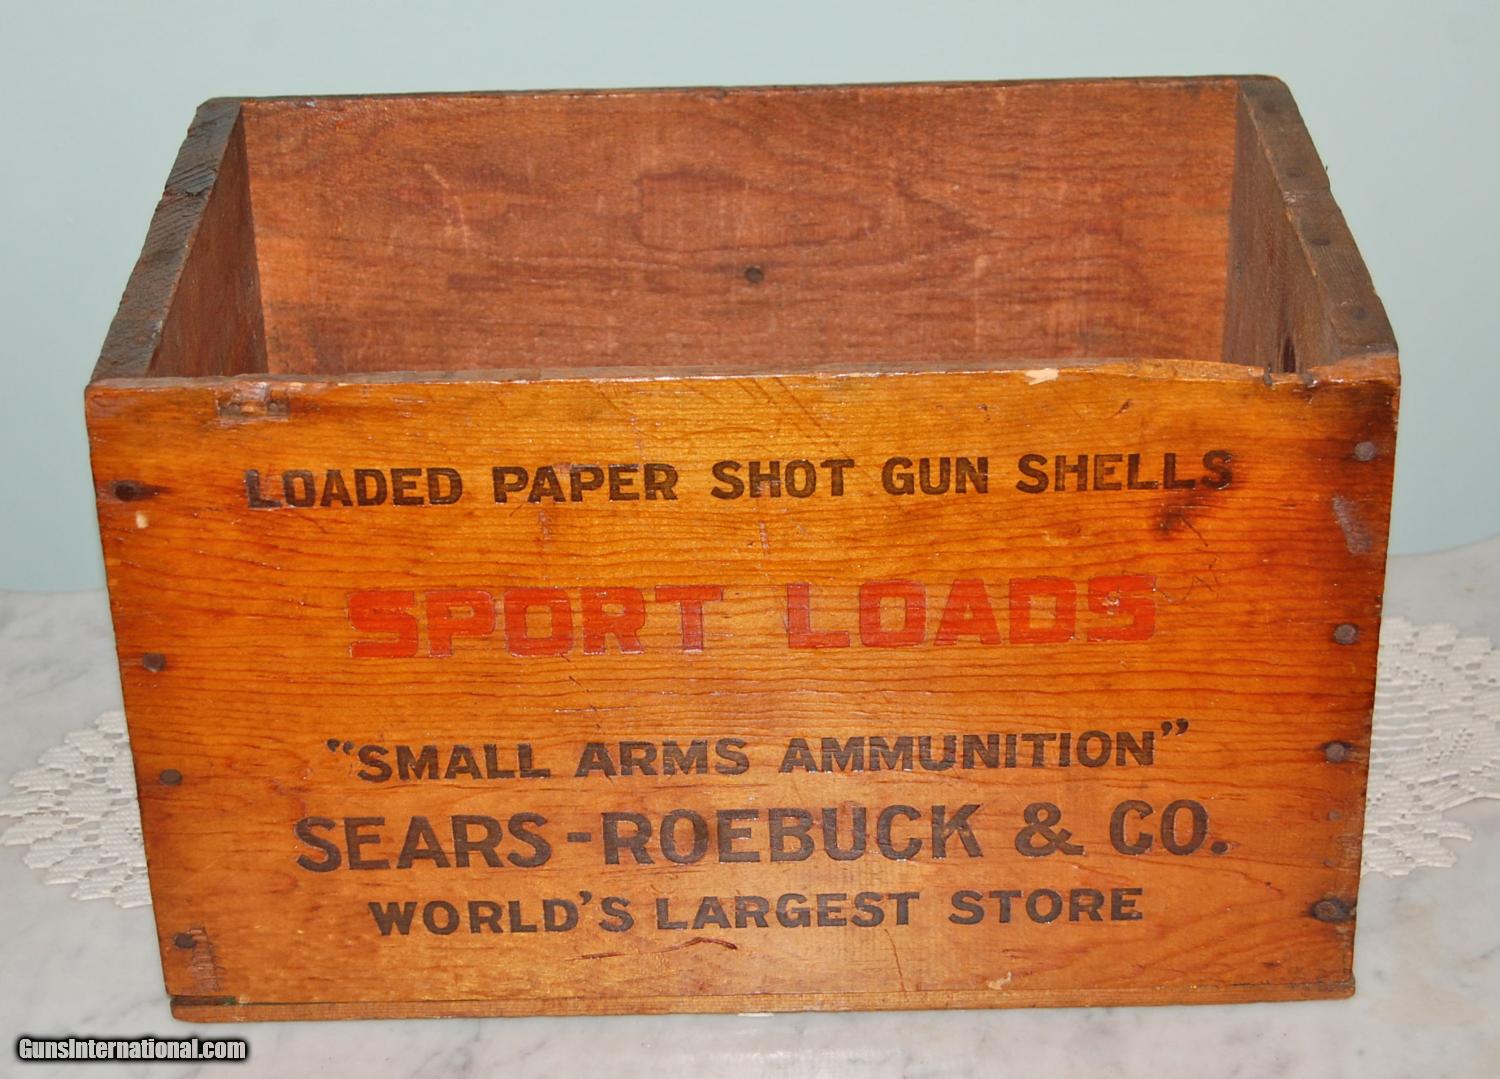 LOADED PAPER SHOT GUN SHELLS
SPORT LOADS
"SMALL ARMS AMMUNITION"
SEARS-ROEBUCK & CO.
WORLD'S LARGEST STORE
GunsInternational.com